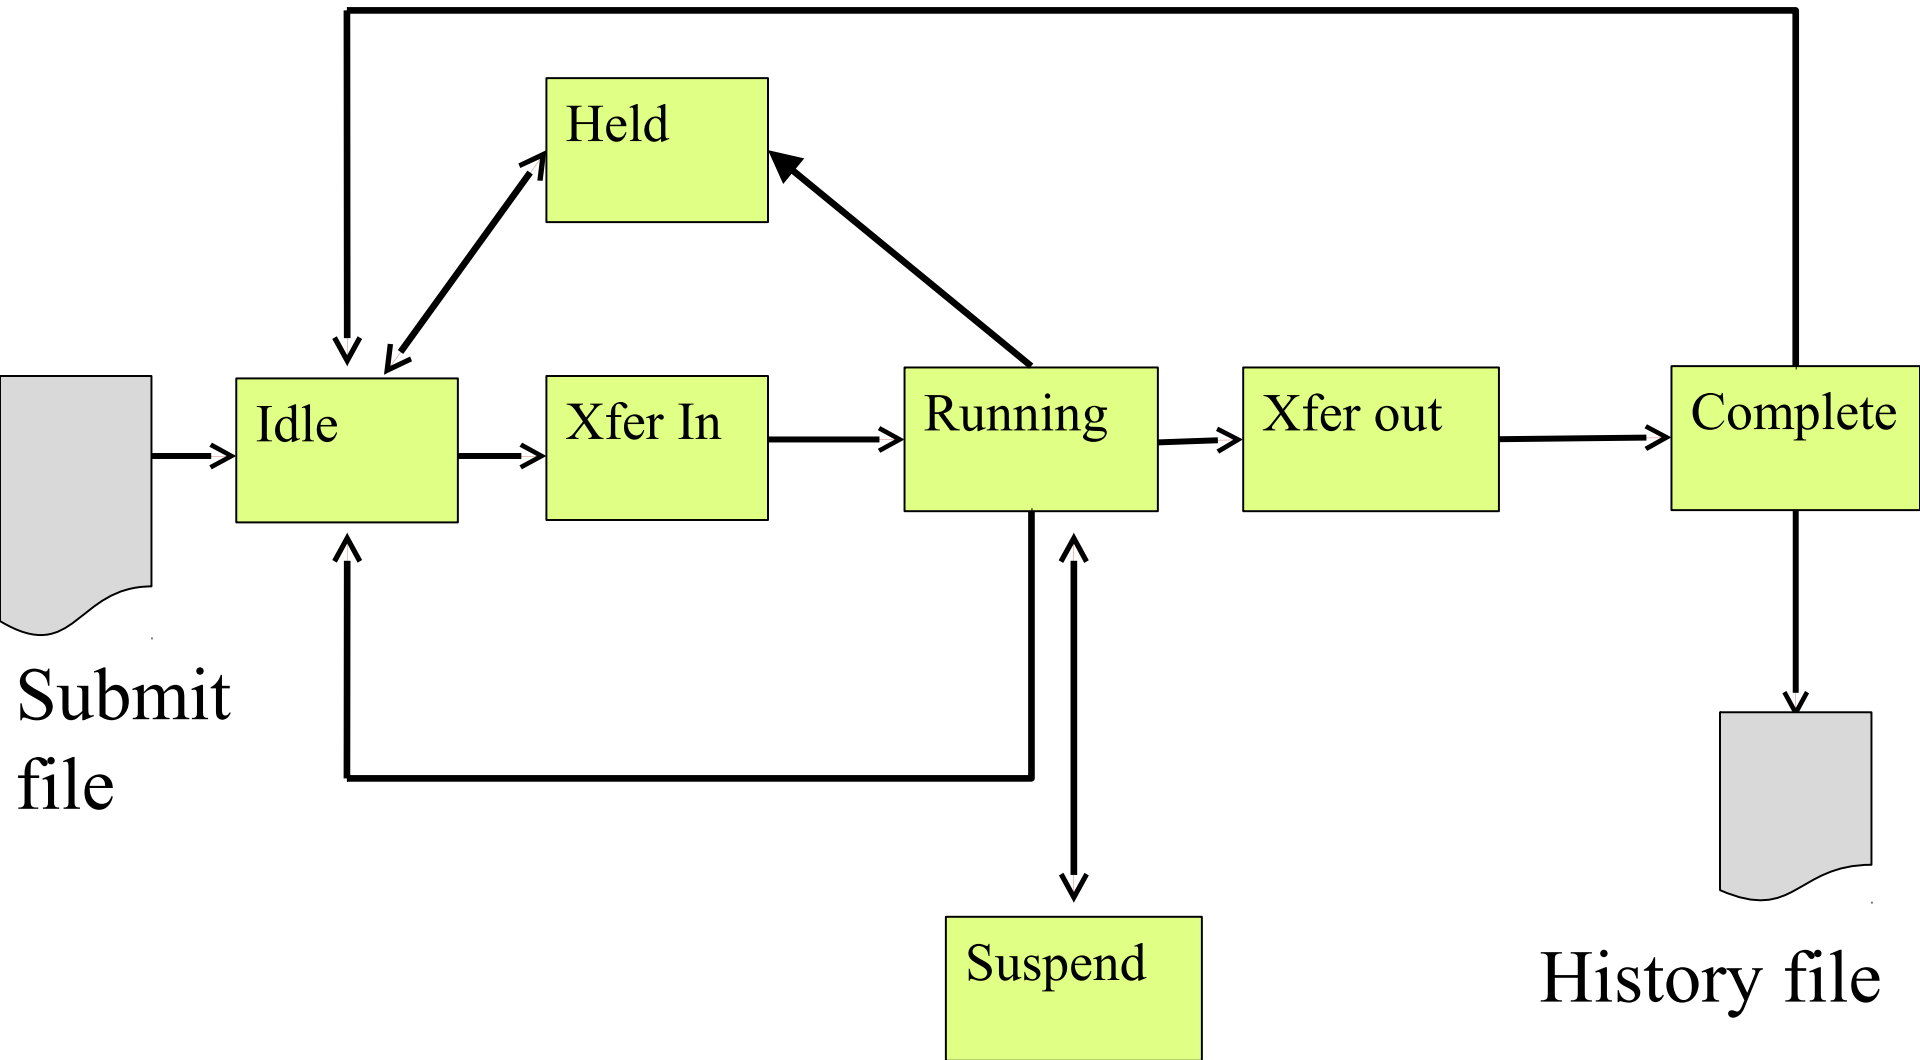 Held
Idle
Xfer In
Running
Xfer out
Complete
Submit
file
Suspend
History file